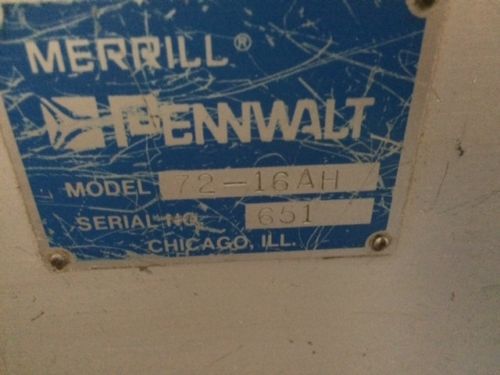 MERRILL®
PENNWALT
MODEL 72-16AH
SERIAL NO. 651
CHICAGO, ILL.